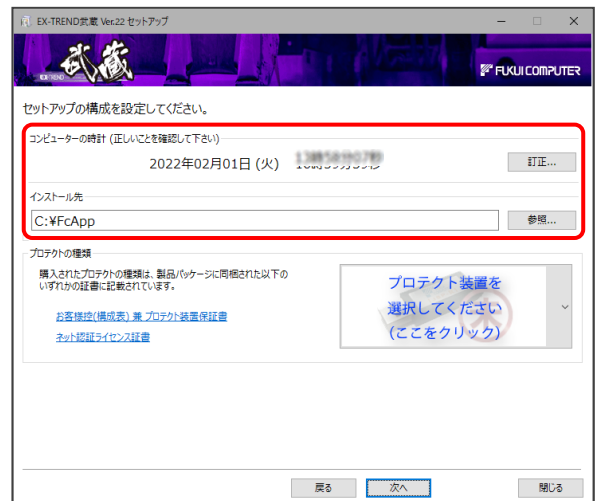 EX-TREND武蔵 Ver.22 セットアップ
武蔵
EX-TREND
FUKUI COMPUTER
セットアップの構成を設定してください。
コンピューターの時計 (正しいことを確認して下さい)
2022年02月01日 (火)
訂正...
インストール先
C:¥FcApp
参照...
プロテクトの種類
購入されたプロテクトの種類は、製品パッケージに同梱された以下の
いずれかの証書に記載されています。
お客様控(構成表) 兼 プロテクト装置保証書
ネット認証ライセンス証書
プロテクト装置を
選択してください
(ここをクリック)
戻る
次へ
閉じる